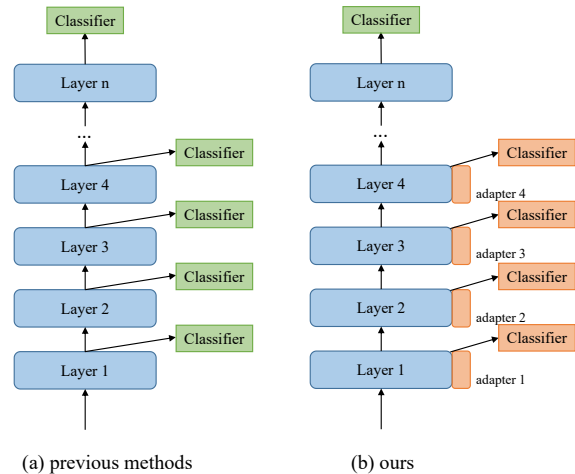 Classifier
Layer n
...
Classifier
Layer 4
Classifier
Layer 3
Classifier
Layer 2
Classifier
Layer 1
(a) previous methods
Classifier
Layer n
...
Classifier
Layer 4
adapter 4
Classifier
Layer 3
adapter 3
Classifier
Layer 2
adapter 2
Classifier
Layer 1
adapter 1
(b) ours